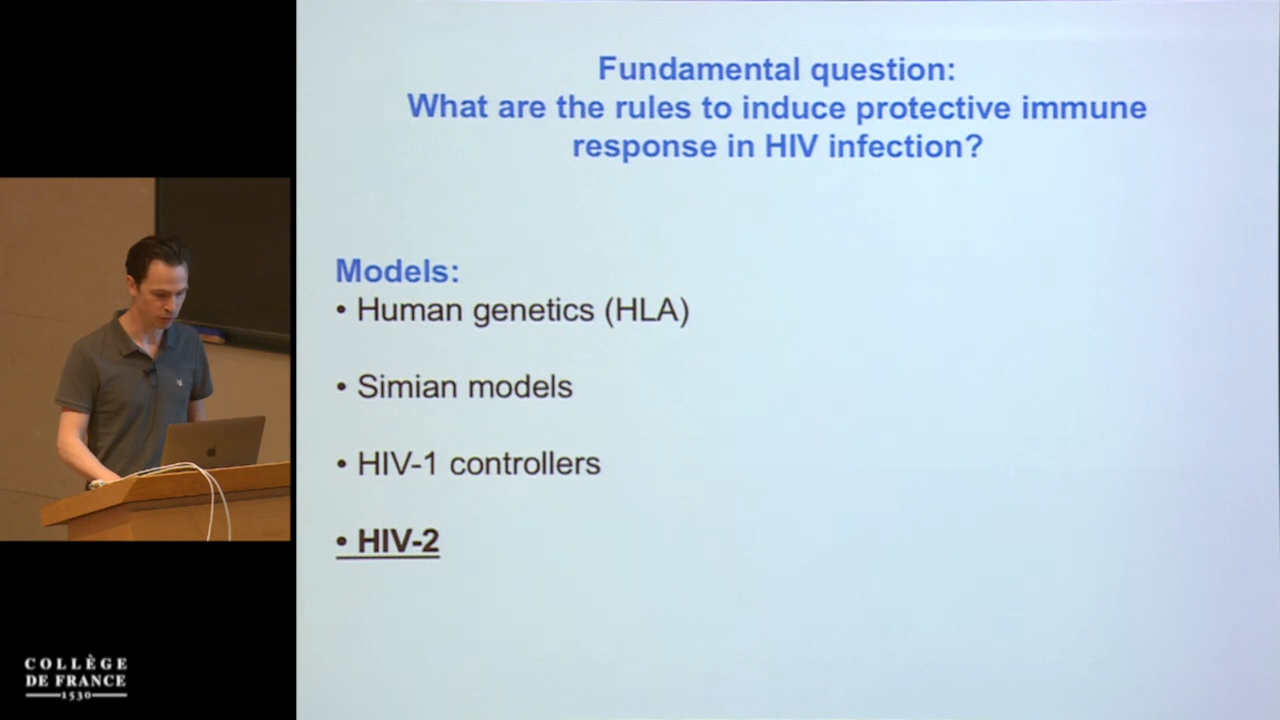 Fundamental question:
What are the rules to induce protective immune
response in HIV infection?
Models:
• Human genetics (HLA)
• Simian models
• HIV-1 controllers
• HIV-2
COLLÈGE
DE FRANCE
1530